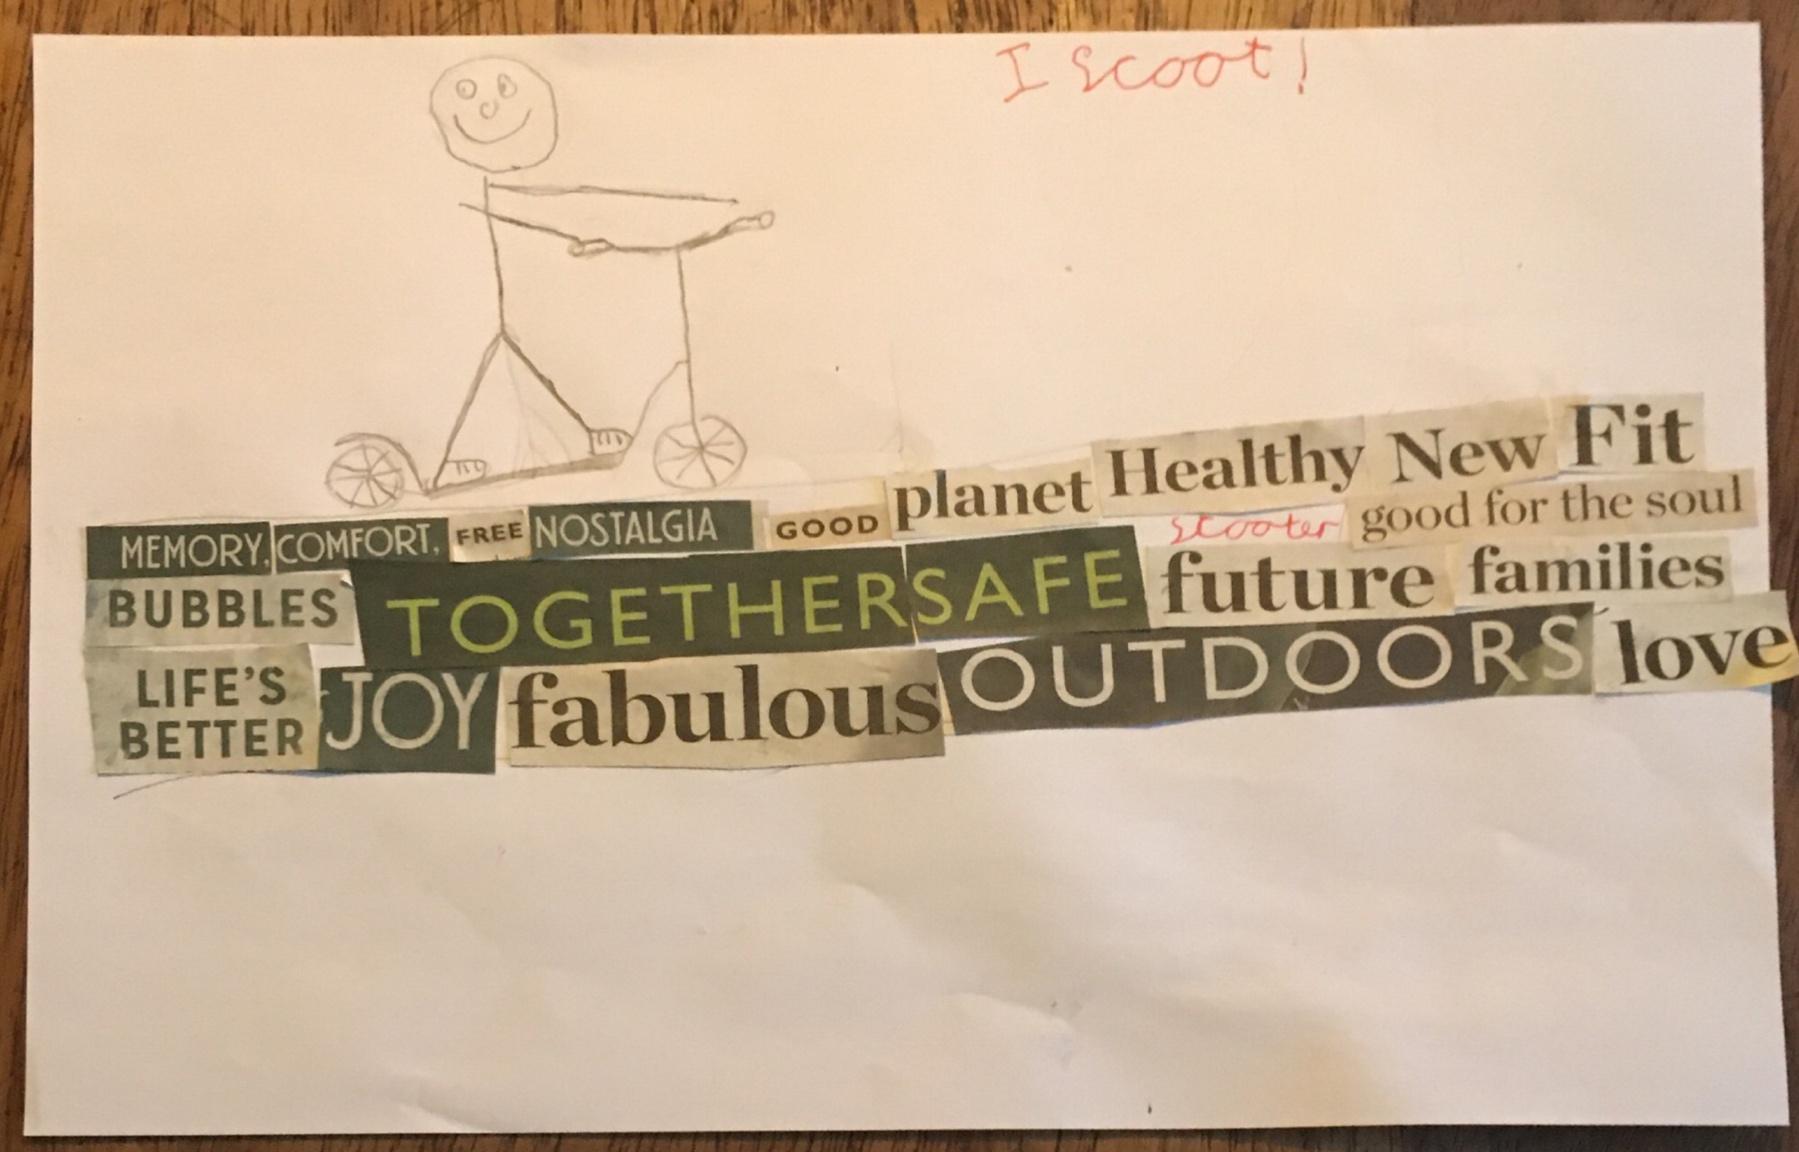 I Scoot!
MEMORY, COMFORT, FREE NOSTALGIA GOOD planet Healthy New Fit
scooter good for the soul
BUBBLES TOGETHER SAFE future families
LIFE'S BETTER JOY fabulous OUTDOORS love